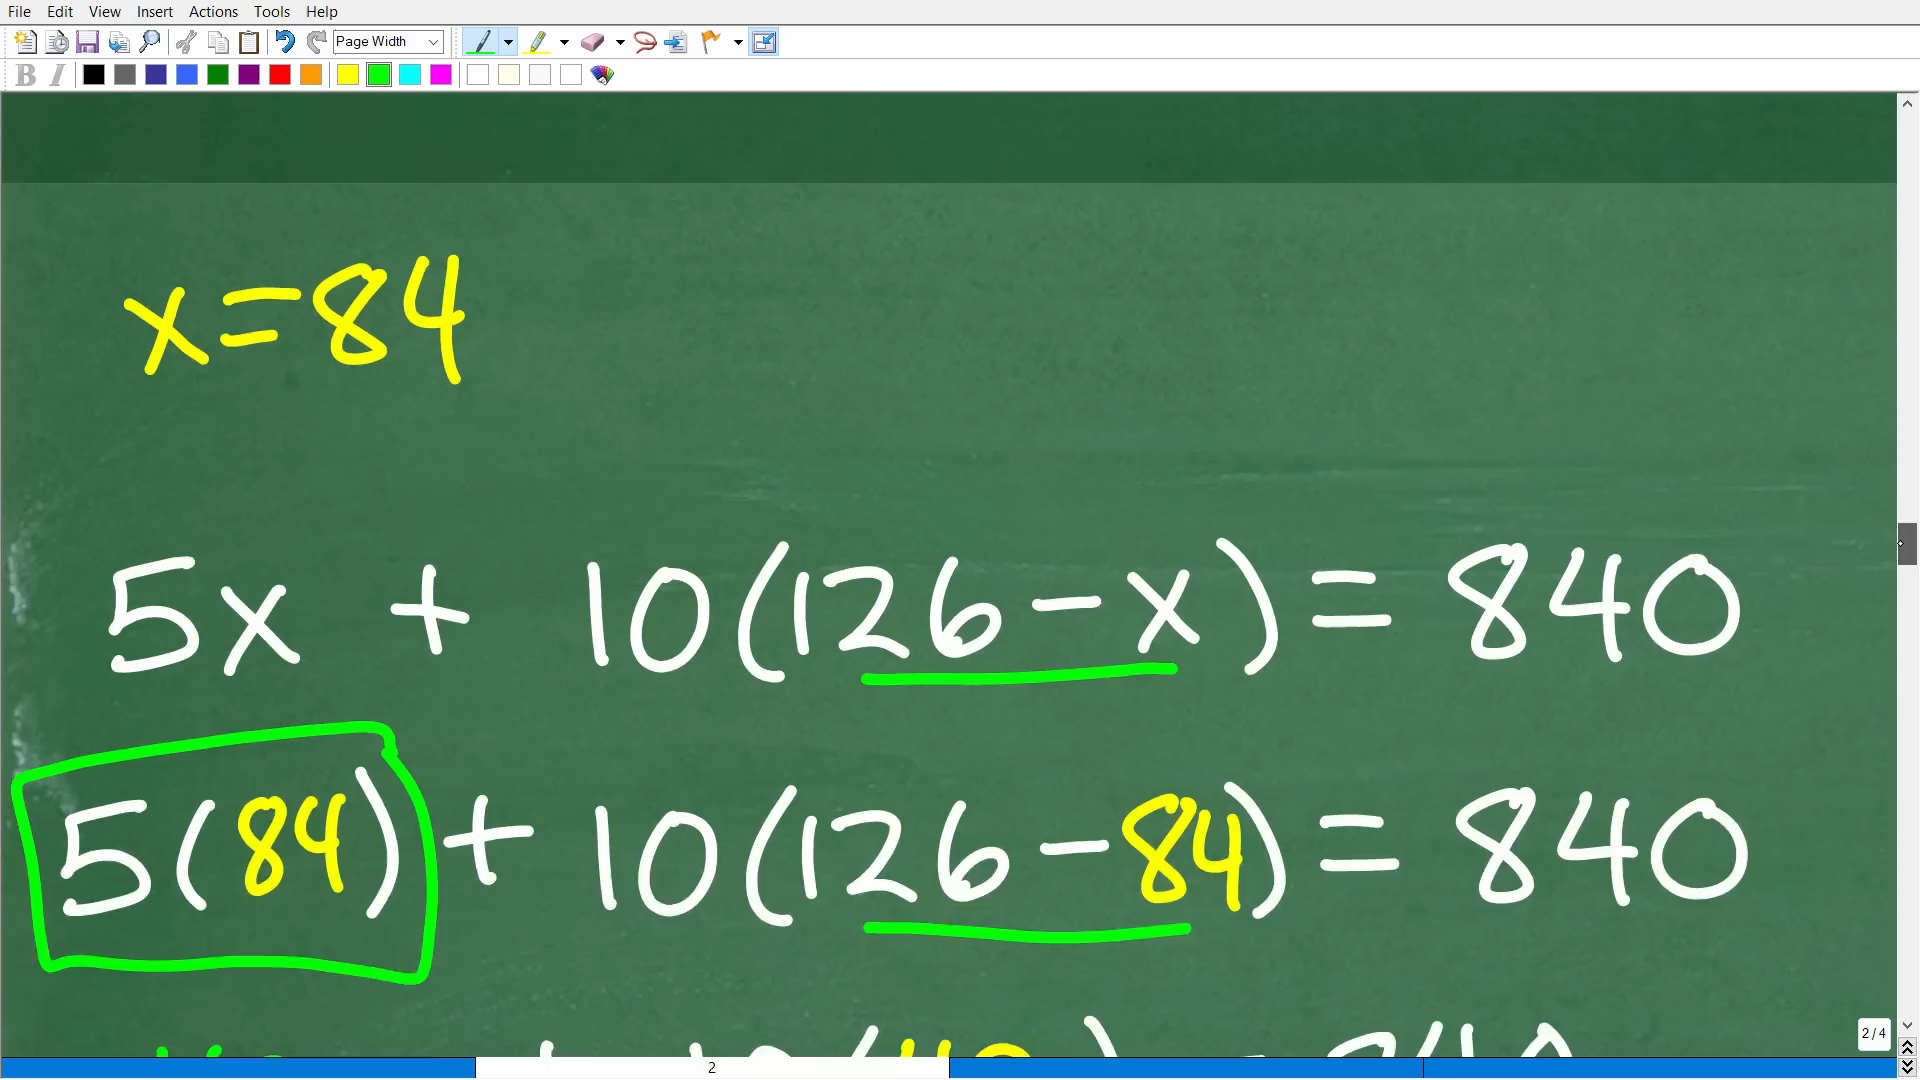 File Edit View Insert Actions Tools Help
Page Width
B I
x=84
5x + 10(126-x) = 840
5(84) + 10(126-84) = 840
2/4
2